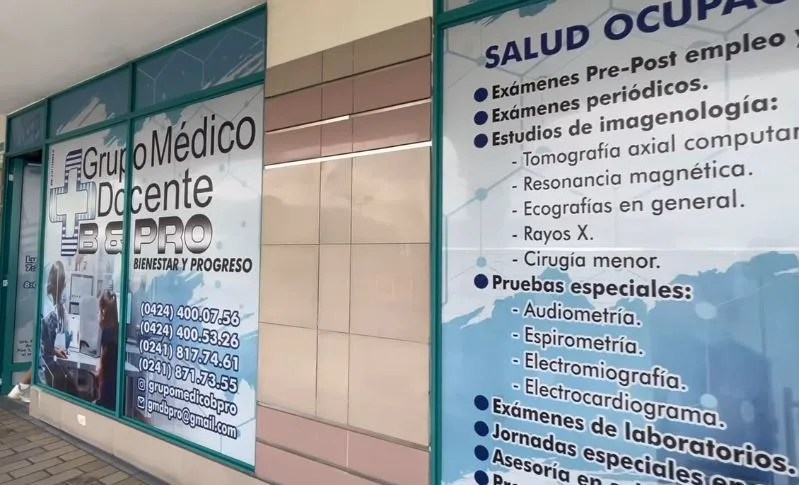 Grupo Médico
Docente
B & PRO
BIENESTAR Y PROGRESO
(0424) 400.07.56
(0424) 400.53.26
(0241) 817.74.61
(0241) 871.73.55
grupomedicobpro
gmdbpro@gmail.com
SALUD
Exámenes Pre-Post empleo y
Exámenes periódicos.
Estudios de imagenología:
- Tomografía axial
- Resonancia magnética.
- Ecografías en general.
- Rayos X.
- Cirugía menor.
Pruebas especiales:
- Audiometría.
- Espirometría.
- Electromiografía.
- Electrocardiograma.
Exámenes de laboratorios.
Jornadas especiales
Asesoría en